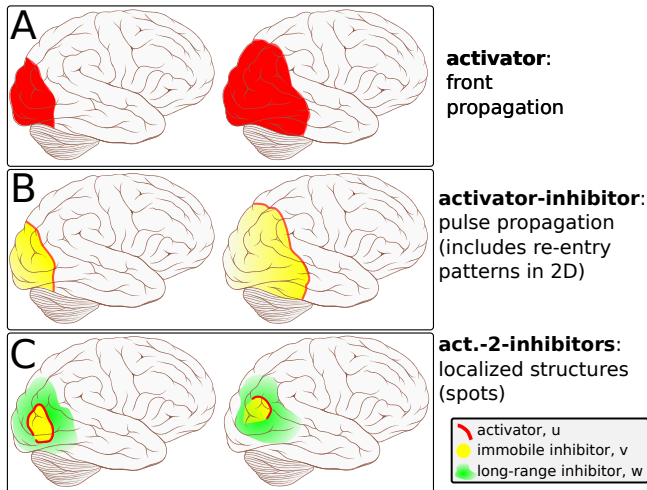 A
activator:
front
propagation
B
activator-inhibitor:
pulse propagation
(includes re-entry
patterns in 2D)
C
act.-2-inhibitors:
localized structures
(spots)
activator, u
immobile inhibitor, v
long-range inhibitor, w